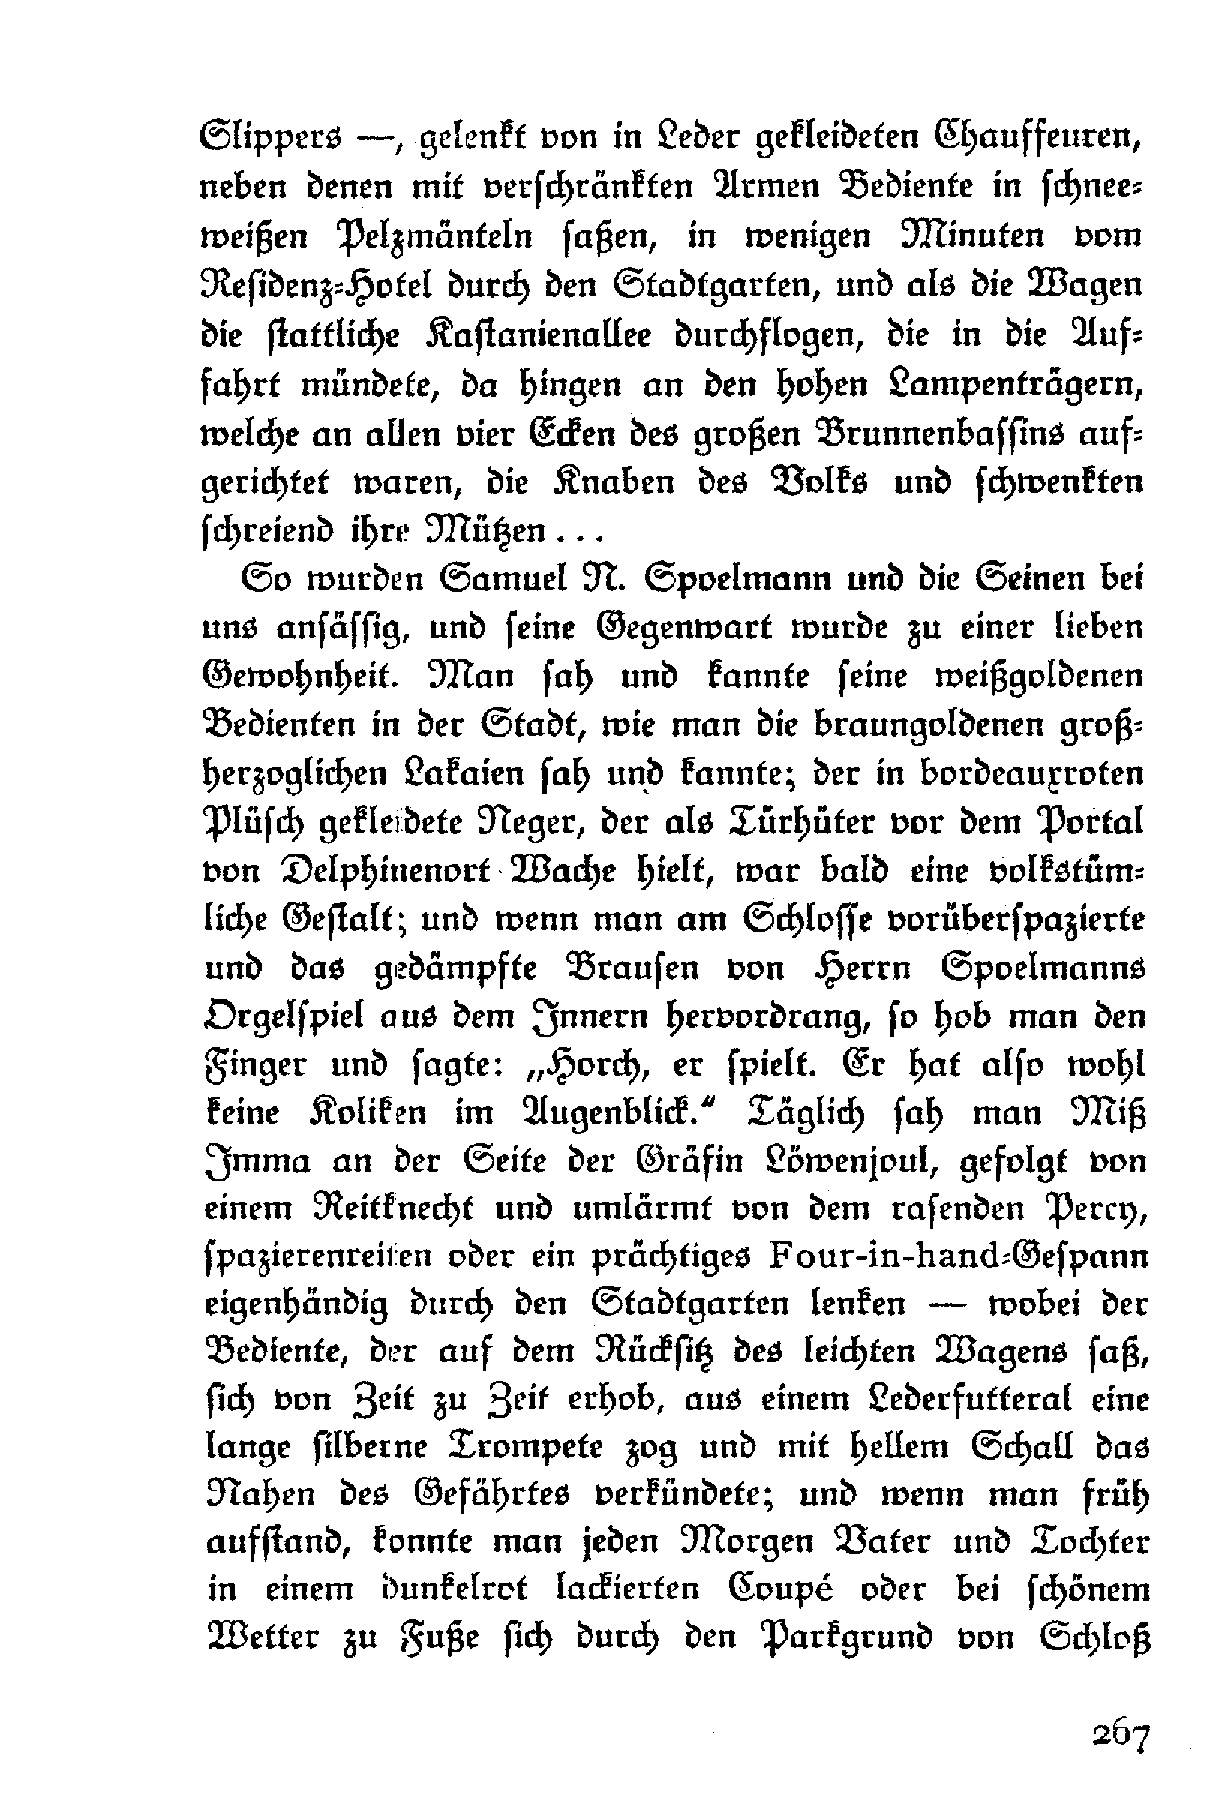 Slippers —, gelenkt von in Leder gekleideten Chauffeuren,
neben denen mit verschränkten Armen Bediente in schnee-
weißen Pelzmänteln saßen, in wenigen Minuten vom
Residenz-Hotel durch den Stadtgarten, und als die Wagen
die stattliche Kastanienallee durchflogen, die in die Auf-
fahrt mündete, da hingen an den hohen Lampenträgern,
welche an allen vier Ecken des großen Brunnenbassins auf-
gerichtet waren, die Knaben des Volks und schwenkten
schreiend ihre Mützen ...
So wurden Samuel N. Spoelmann und die Seinen bei
uns ansässig, und seine Gegenwart wurde zu einer lieben
Gewohnheit. Man sah und kannte seine weißgoldenen
Bedienten in der Stadt, wie man die braungoldenen groß-
herzoglichen Lakaien sah und kannte; der in bordeauxroten
Plüsch gekleidete Neger, der als Türhüter vor dem Portal
von Delphinenort Wache hielt, war bald eine volkstüm-
liche Gestalt; und wenn man am Schlosse vorüberspazierte
und das gedämpfte Brausen von Herrn Spoelmanns
Orgelspiel aus dem Innern hervordrang, so hob man den
Finger und sagte: „Horch, er spielt. Er hat also wohl
keine Koliken im Augenblick.“ Täglich sah man Miß
Imma an der Seite der Gräfin Löwenjoul, gefolgt von
einem Reitknecht und umlärmt von dem rasenden Percy,
spazierenreiten oder ein prächtiges Four-in-hand-Gespann
eigenhändig durch den Stadtgarten lenken — wobei der
Bediente, der auf dem Rücksitz des leichten Wagens saß,
sich von Zeit zu Zeit erhob, aus einem Lederfutteral eine
lange silberne Trompete zog und mit hellem Schall das
Nahen des Gefährtes verkündete; und wenn man früh
aufstand, konnte man jeden Morgen Vater und Tochter
in einem dunkelrot lackierten Coupé oder bei schönem
Wetter zu Fuße sich durch den Parkgrund von Schloß
267